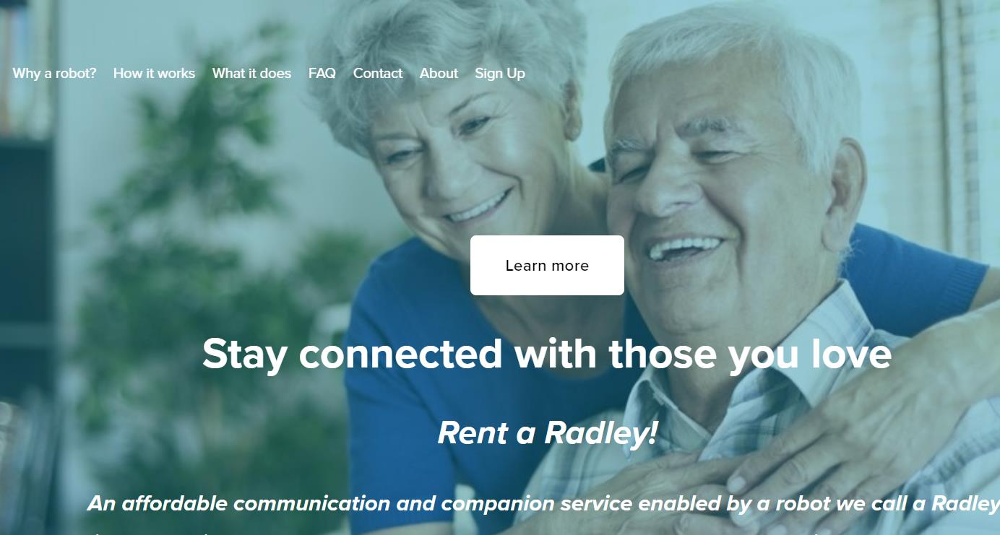 Why a robot? How it works What it does FAQ Contact About Sign Up
Learn more
Stay connected with those you love
Rent a Radley!
An affordable communication and companion service enabled by a robot we call a Radley